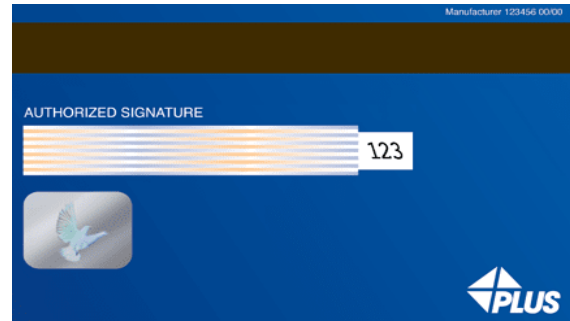 Manufacturer 123456 00/00
AUTHORIZED SIGNATURE
123
PLUS